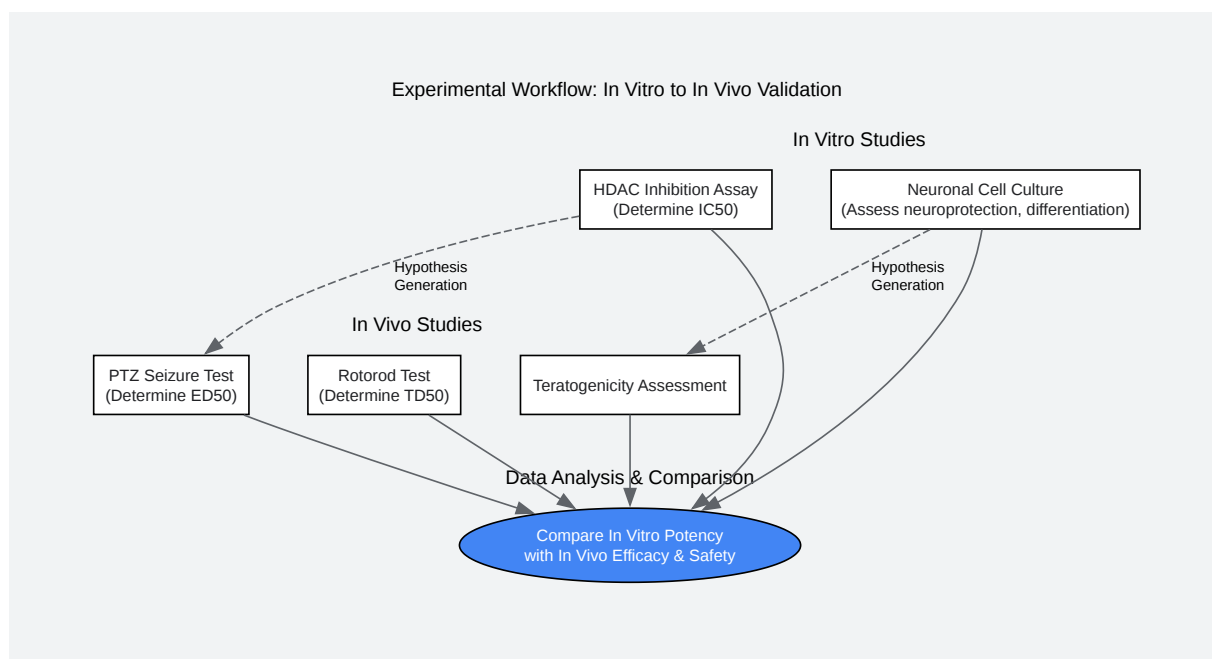 Experimental Workflow: In Vitro to In Vivo Validation
In Vitro Studies
HDAC Inhibition Assay
(Determine IC50)
Neuronal Cell Culture
(Assess neuroprotection, differentiation)
Hypothesis
Generation
Hypothesis
Generation
In Vivo Studies
PTZ Seizure Test
(Determine ED50)
Rotorod Test
(Determine TD50)
Teratogenicity Assessment
Data Analysis & Comparison
Compare In Vitro Potency
with In Vivo Efficacy & Safety